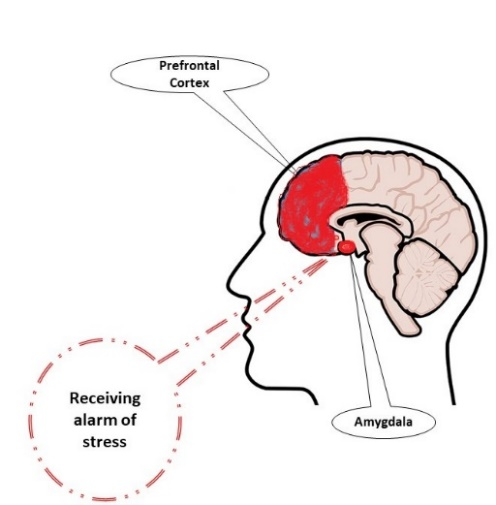 Prefrontal
Cortex
Receiving
alarm of
stress
Amygdala